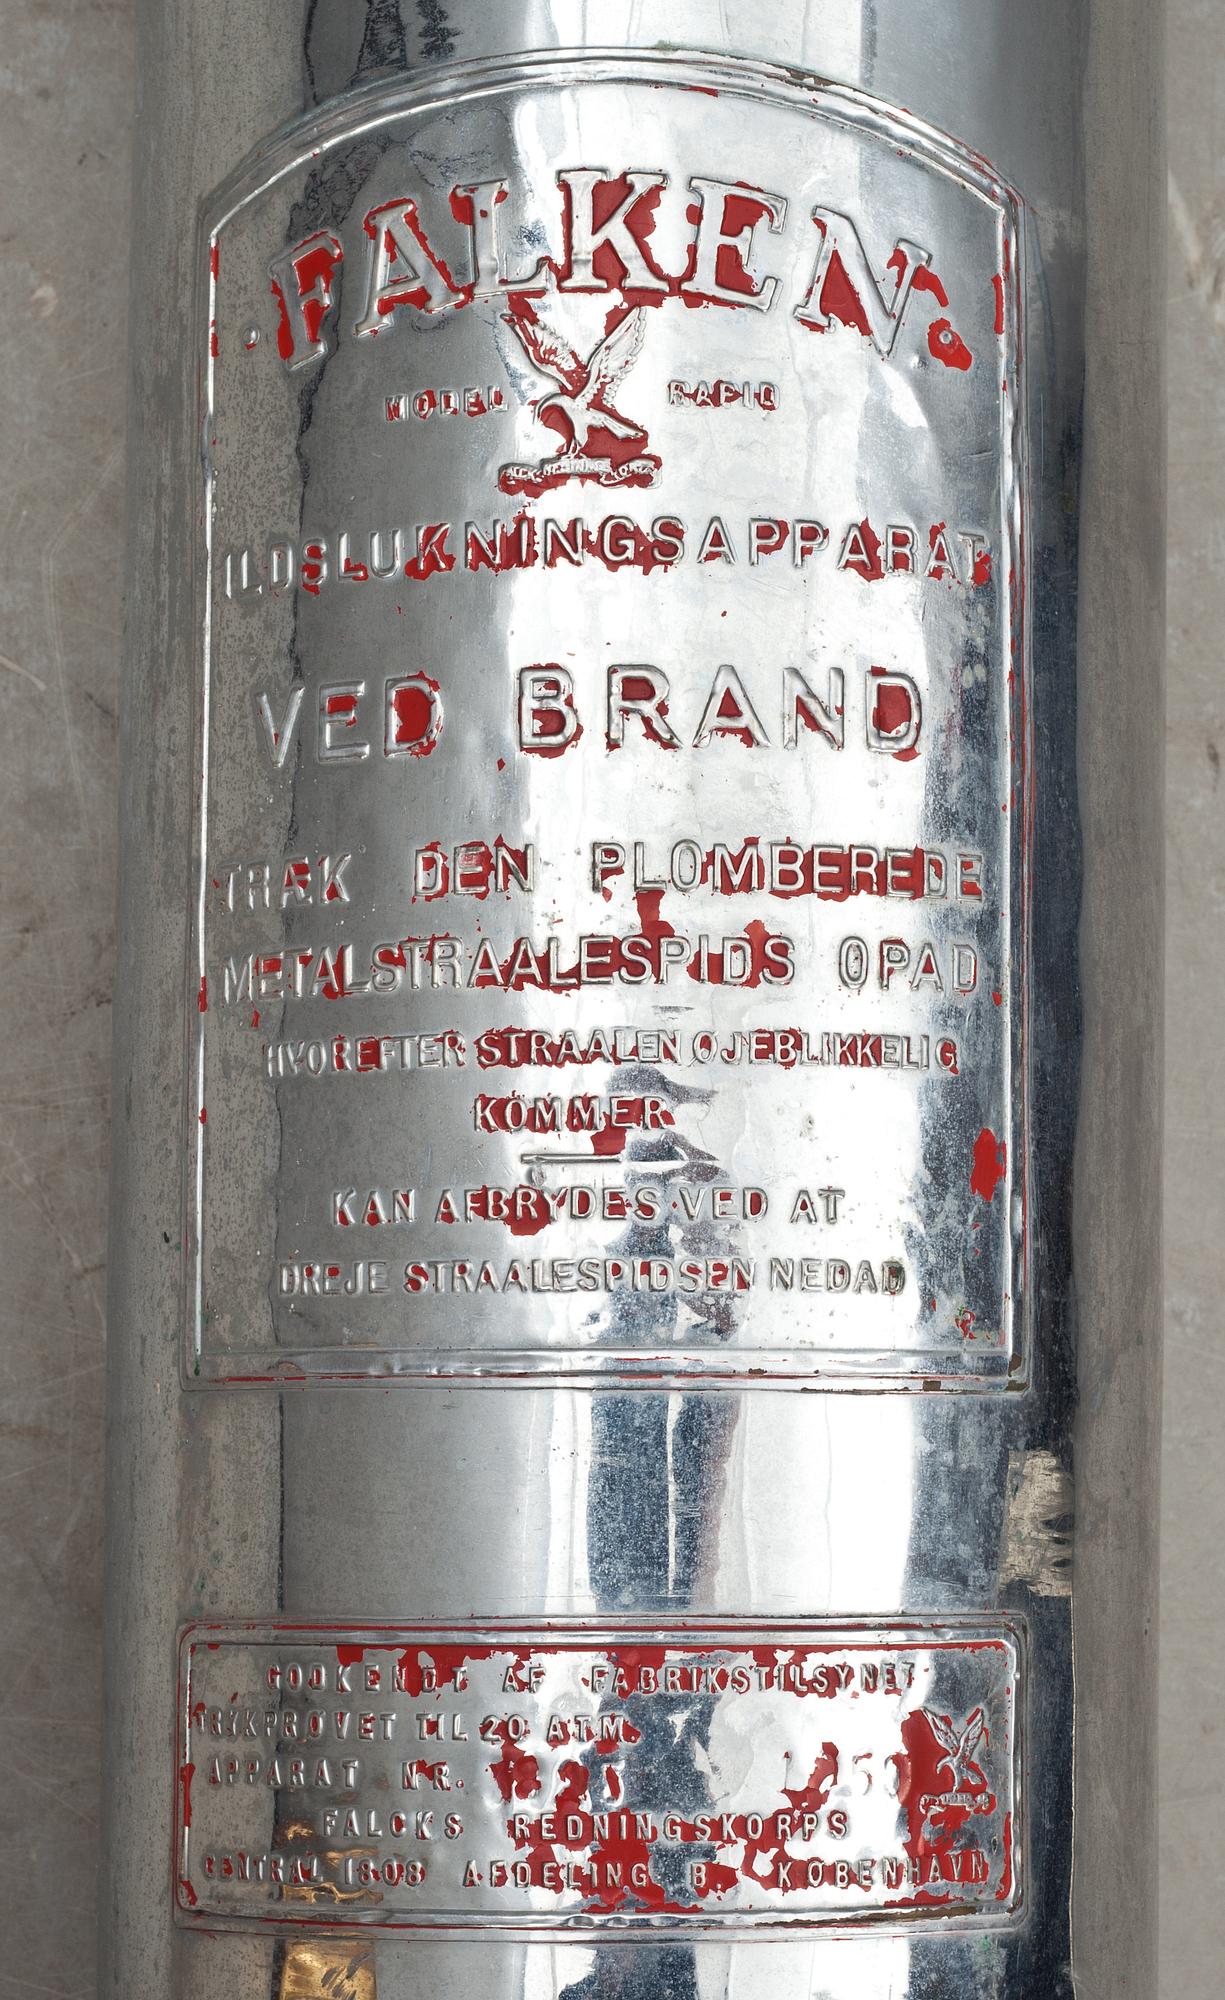 FALKEN
MODEL RAPID
ILDSLUKNINGSAPPARAT
VED BRAND
TRÆK DEN PLOMBEREDE
METALSTRAALESPIDS OPAD
HVOREFTER STRAALEN ØJEBLIKKELIG
KOMMER
KAN AFBRYDES VED AT
DREJE STRAALESPIDSEN NEDAD
GODKENDT AF FABRIKSTILSYNET
TRYKPRØVET TIL 20 ATM.
APPARAT NR.
FALCKS REDNINGSKORPS
CENTRAL 1808 AFDELING B. KØBENHAVN